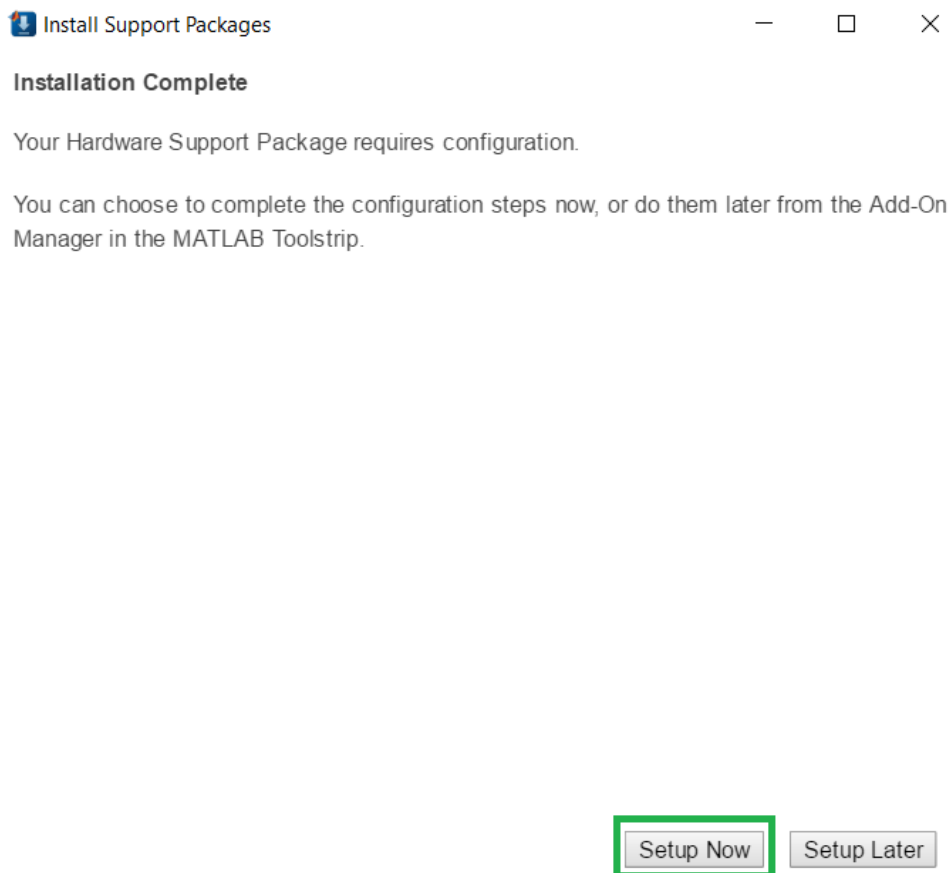 Install Support Packages
Installation Complete
Your Hardware Support Package requires configuration.
You can choose to complete the configuration steps now, or do them later from the Add-On
Manager in the MATLAB Toolstrip.
Setup Now
Setup Later